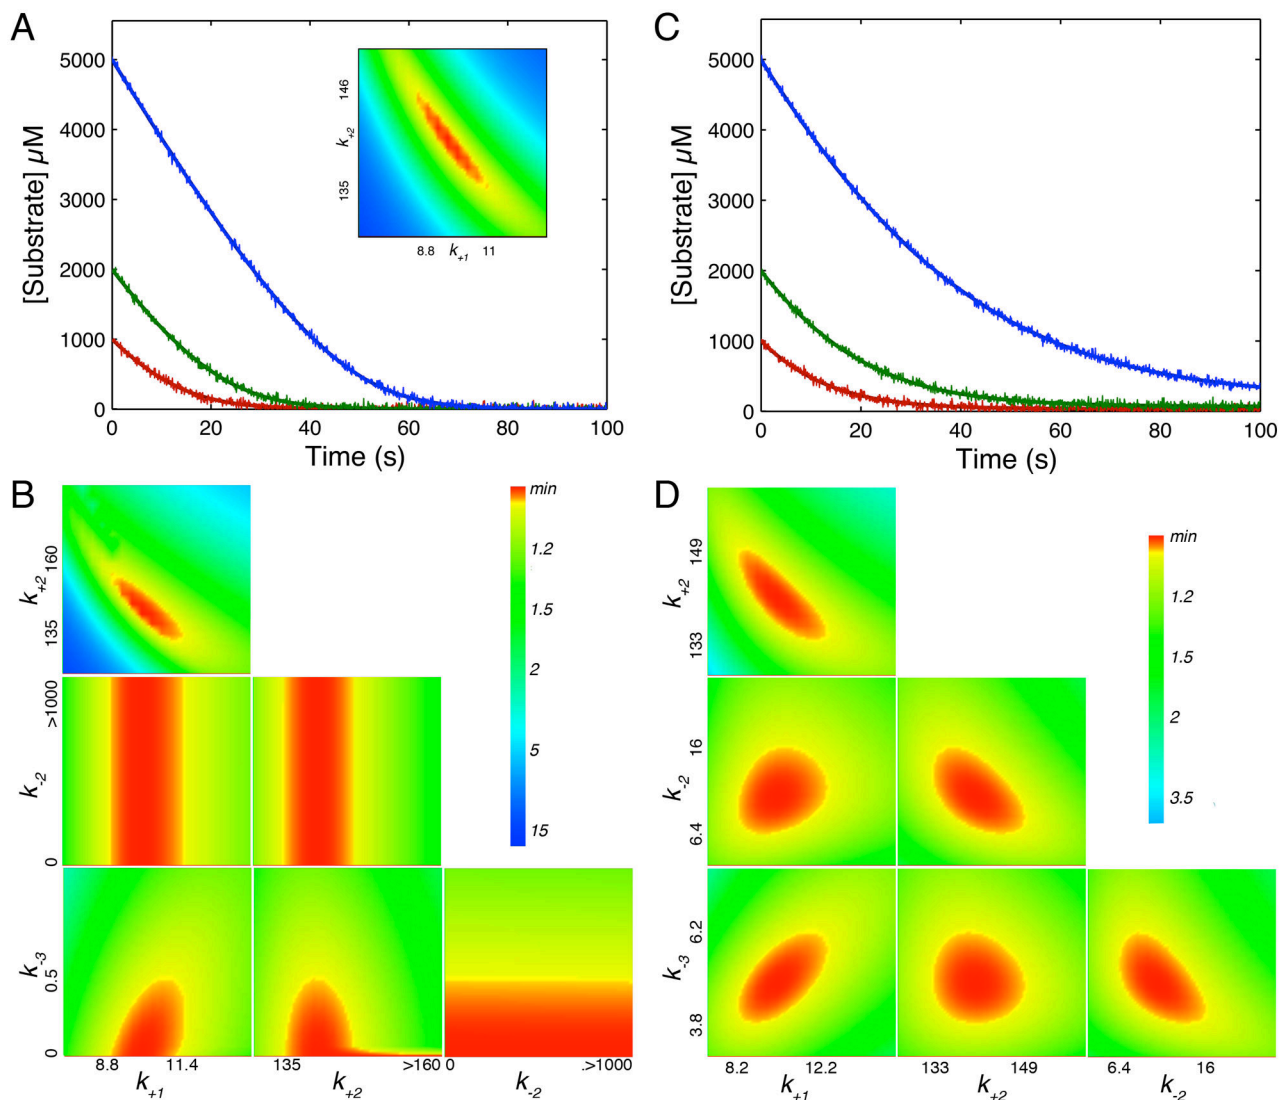 A
[Substrate] µM
5000
4000
3000
2000
1000
0
0 20 40 60 80 100
Time (s)
146
k+2
135
8.8 k+1 11
C
[Substrate] µM
5000
4000
3000
2000
1000
0
0 20 40 60 80 100
Time (s)
B
k+2
160
135
k-2
>1000
0
k-3
0.5
0
8.8 11.4
k+1
135 >160
k+2
0 .>1000
k-2
min
1.2
1.5
2
5
15
D
k+2
149
133
k-2
16
6.4
k-3
6.2
3.8
8.2 12.2
k+1
133 149
k+2
6.4 16
k-2
min
1.2
1.5
2
3.5